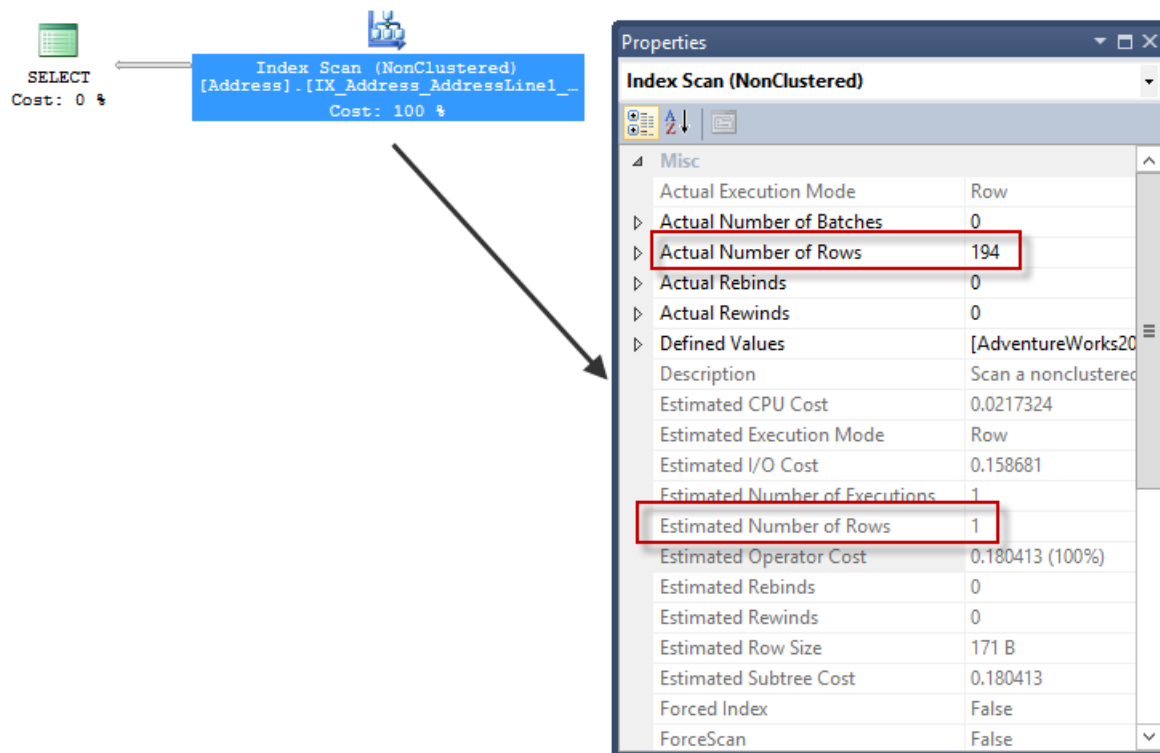 SELECT
Cost: 0 %
Index Scan (NonClustered)
[Address].[IX_Address_AddressLine1_…
Cost: 100 %
Properties
Index Scan (NonClustered)
Misc
Actual Execution Mode Row
Actual Number of Batches 0
Actual Number of Rows 194
Actual Rebinds 0
Actual Rewinds 0
Defined Values [AdventureWorks20
Description Scan a nonclustered
Estimated CPU Cost 0.0217324
Estimated Execution Mode Row
Estimated I/O Cost 0.158681
Estimated Number of Executions 1
Estimated Number of Rows 1
Estimated Operator Cost 0.180413 (100%)
Estimated Rebinds 0
Estimated Rewinds 0
Estimated Row Size 171 B
Estimated Subtree Cost 0.180413
Forced Index False
ForceScan False